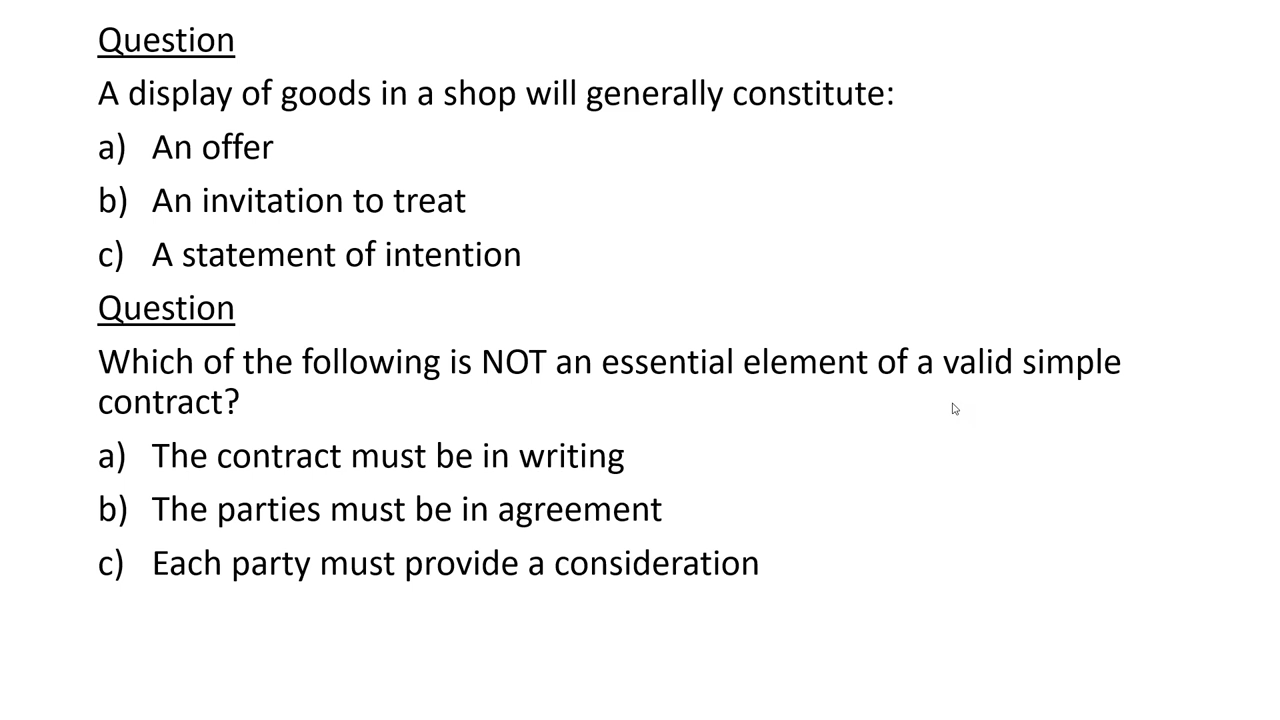 Question
A display of goods in a shop will generally constitute:
a) An offer
b) An invitation to treat
c) A statement of intention
Question
Which of the following is NOT an essential element of a valid simple
contract?
a) The contract must be in writing
b) The parties must be in agreement
c) Each party must provide a consideration